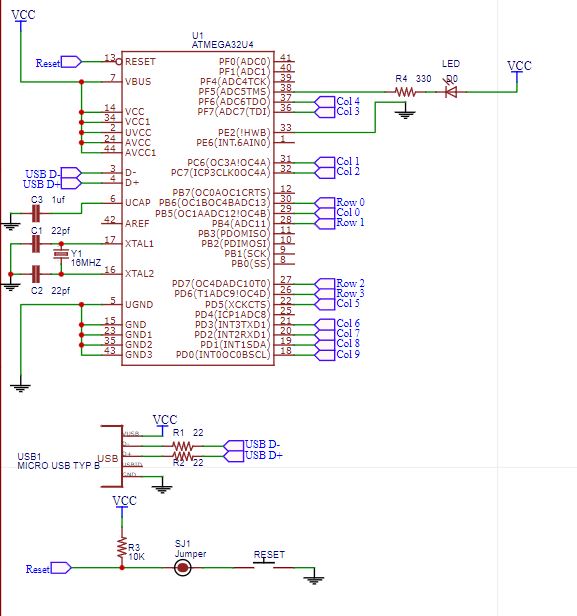 VCC
U1
ATMEGA32U4
Reset
13 RESET
7 VBUS
14 VCC
34 VCC1
2 UVCC
24 AVCC
44 AVCC1
USB D- 3 D-
USB D+ 4 D+
C3 1uf
6 UCAP
42 AREF
C1 22pf
17 XTAL1
Y1
16MHZ
16 XTAL2
C2 22pf
5 UGND
15 GND
23 GND1
35 GND2
43 GND3
PF0(ADC0) 41
PF1(ADC1) 40
PF4(ADC4TCK) 39
PF5(ADC5TMS) 38
PF6(ADC6TDO) 37 Col 4
PF7(ADC7(TDI) 36 Col 3
PE2(!HWB) 33
PE6(INT.6AIN0) 1
PC6(OC3A!OC4A) 31 Col 1
PC7(ICP3CLK0OC4A) 32 Col 2
PB7(OC0AOC1CRTS) 12
PB6(OC1BOC4BADC13) 30 Row 0
PB5(OC1AADC12!OC4B) 29 Col 0
PB4(ADC11) 28 Row 1
PB3(PDOMISO) 11
PB2(PDIMOSI) 10
PB1(SCK) 9
PB0(SS) 8
PD7(OC4DADC10T0) 27 Row 2
PD6(T1ADC9!OC4D) 26 Row 3
PD5(XCKCTS) 22 Col 5
PD4(ICP1ADC8) 25
PD3(INT3TXD1) 21 Col 6
PD2(INT2RXD1) 20 Col 7
PD1(INT1SDA) 19 Col 8
PD0(INT0OC0BSCL) 18 Col 9
R4 330
LED
D0
VCC
USB1
MICRO USB TYP B
USB
VUSB
D-
D+
USBID
GND
VCC
R1 22
R2 22
USB D-
USB D+
VCC
R3
10K
Reset
SJ1
Jumper
RESET